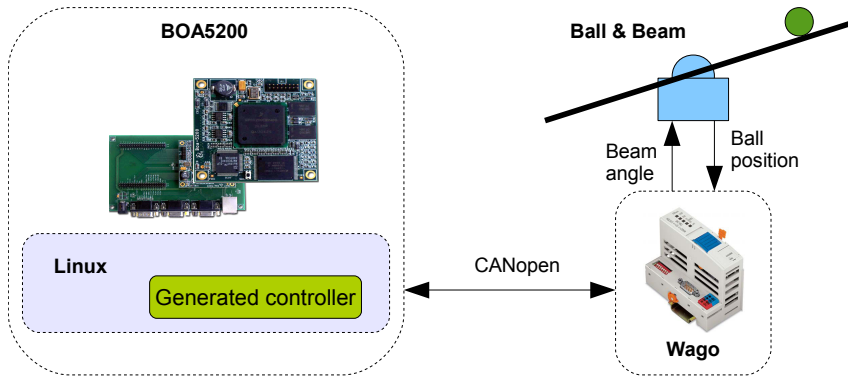 BOA5200
Ball & Beam
Beam
angle
Ball
position
Linux
Generated controller
CANopen
Wago